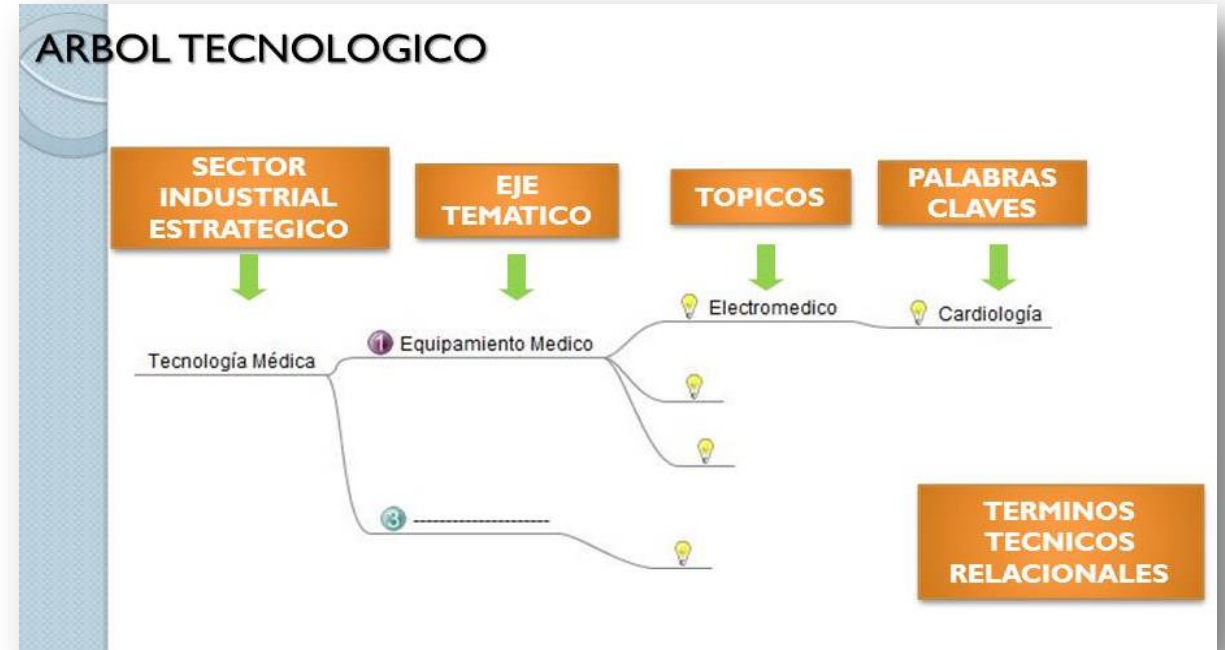 ARBOL TECNOLOGICO
SECTOR
INDUSTRIAL
ESTRATEGICO
EJE
TEMATICO
TOPICOS
PALABRAS
CLAVES
Electromedico
Cardiología
1 Equipamiento Medico
Tecnología Médica
3 ---------------------
TERMINOS
TECNICOS
RELACIONALES